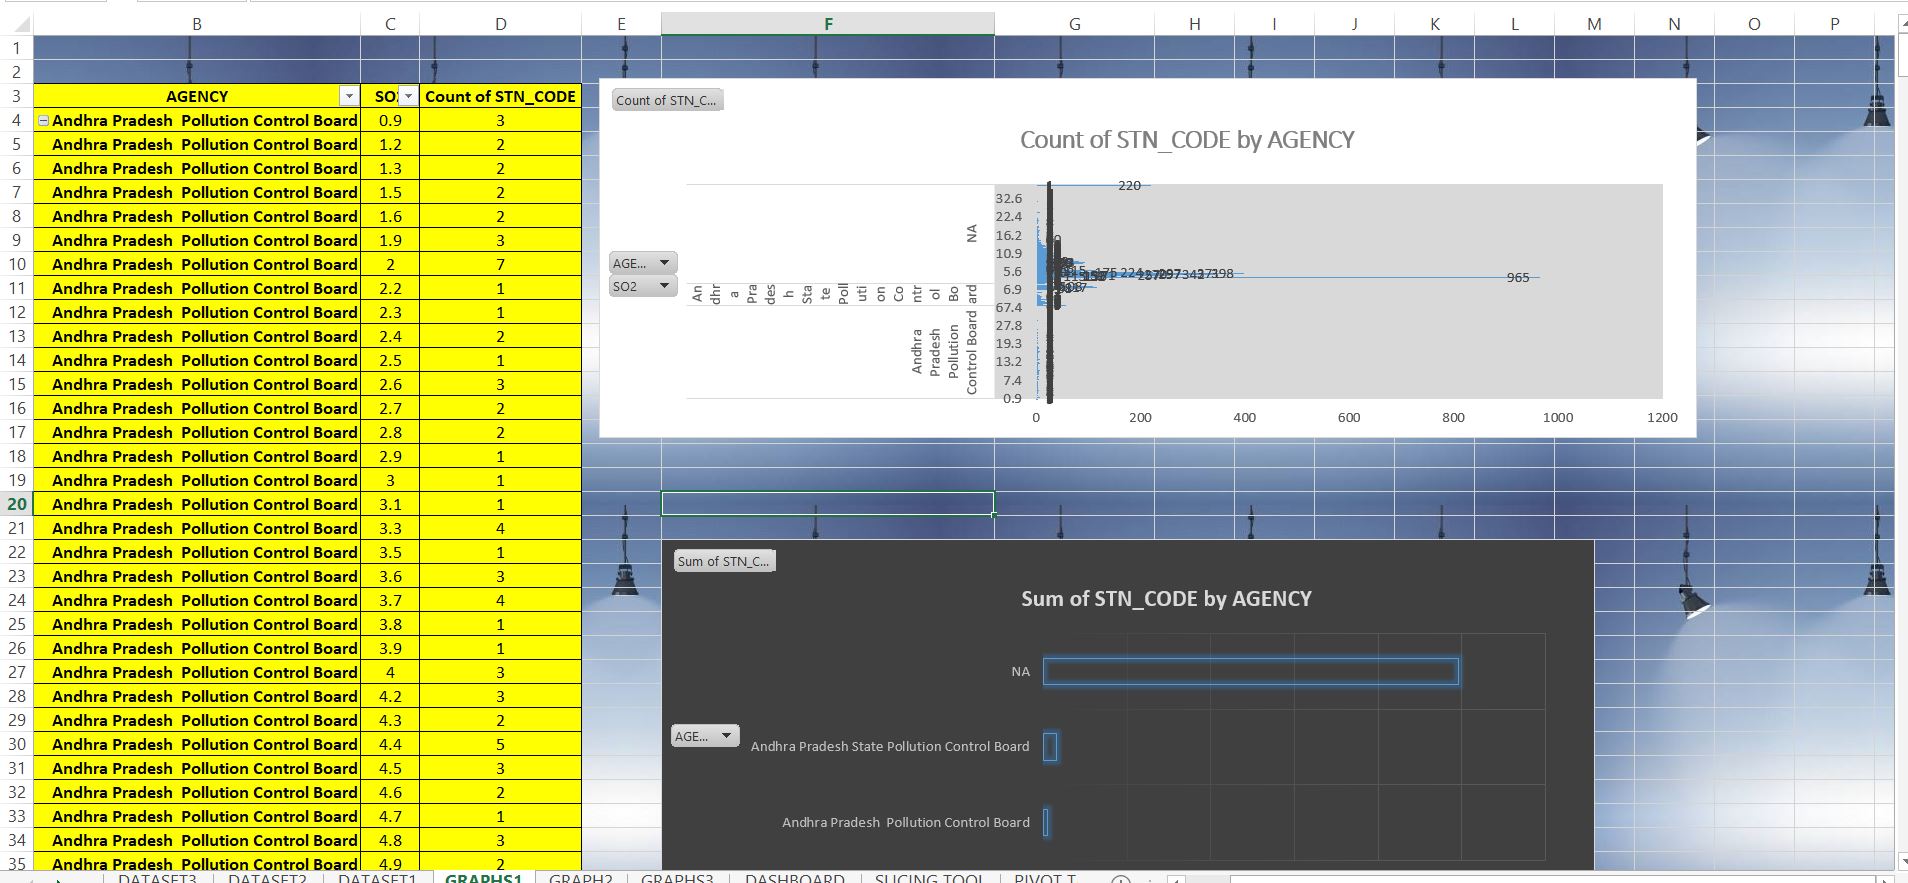 B C D E F G H I J K L M N O P
1
2
3 AGENCY SO2 Count of STN_CODE
4 Andhra Pradesh  Pollution Control Board 0.9 3
5 Andhra Pradesh  Pollution Control Board 1.2 2
6 Andhra Pradesh  Pollution Control Board 1.3 2
7 Andhra Pradesh  Pollution Control Board 1.5 2
8 Andhra Pradesh  Pollution Control Board 1.6 2
9 Andhra Pradesh  Pollution Control Board 1.9 3
10 Andhra Pradesh  Pollution Control Board 2 7
11 Andhra Pradesh  Pollution Control Board 2.2 1
12 Andhra Pradesh  Pollution Control Board 2.3 1
13 Andhra Pradesh  Pollution Control Board 2.4 2
14 Andhra Pradesh  Pollution Control Board 2.5 1
15 Andhra Pradesh  Pollution Control Board 2.6 3
16 Andhra Pradesh  Pollution Control Board 2.7 2
17 Andhra Pradesh  Pollution Control Board 2.8 2
18 Andhra Pradesh  Pollution Control Board 2.9 1
19 Andhra Pradesh  Pollution Control Board 3 1
20 Andhra Pradesh  Pollution Control Board 3.1 1
21 Andhra Pradesh  Pollution Control Board 3.3 4
22 Andhra Pradesh  Pollution Control Board 3.5 1
23 Andhra Pradesh  Pollution Control Board 3.6 3
24 Andhra Pradesh  Pollution Control Board 3.7 4
25 Andhra Pradesh  Pollution Control Board 3.8 1
26 Andhra Pradesh  Pollution Control Board 3.9 1
27 Andhra Pradesh  Pollution Control Board 4 3
28 Andhra Pradesh  Pollution Control Board 4.2 3
29 Andhra Pradesh  Pollution Control Board 4.3 2
30 Andhra Pradesh  Pollution Control Board 4.4 5
31 Andhra Pradesh  Pollution Control Board 4.5 3
32 Andhra Pradesh  Pollution Control Board 4.6 2
33 Andhra Pradesh  Pollution Control Board 4.7 1
34 Andhra Pradesh  Pollution Control Board 4.8 3
35 Andhra Pradesh  Pollution Control Board 4.9 2
Count of STN_C...
Count of STN_CODE by AGENCY
AGE...
SO2
NA
An
dhr
a
Pra
des
h
Sta
te
Poll
uti
on
Co
ntr
ol
Bo
ard
Andhra
Pradesh
Pollution
Control Board
32.6
22.4
16.2
10.9
5.6
6.9
67.4
27.8
19.3
13.2
7.4
0.9
220
965
0 200 400 600 800 1000 1200
Sum of STN_C...
Sum of STN_CODE by AGENCY
NA
AGE...
Andhra Pradesh State Pollution Control Board
Andhra Pradesh  Pollution Control Board
DATASET3 DATASET2 DATASET1 GRAPHS1 GRAPH2 GRAPHS3 DASHBOARD SLICING TOOL PIVOT T